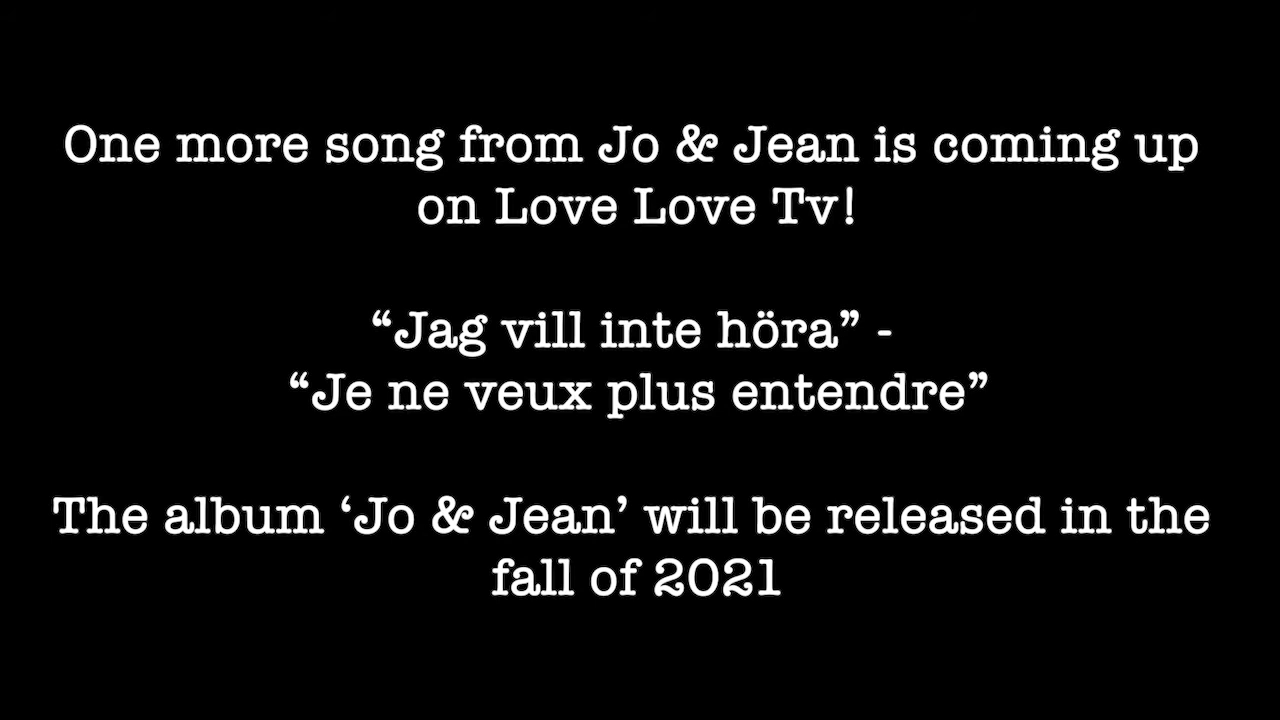 One more song from Jo & Jean is coming up
on Love Love Tv!
“Jag vill inte höra” -
“Je ne veux plus entendre”
The album ‘Jo & Jean’ will be released in the
fall of 2021